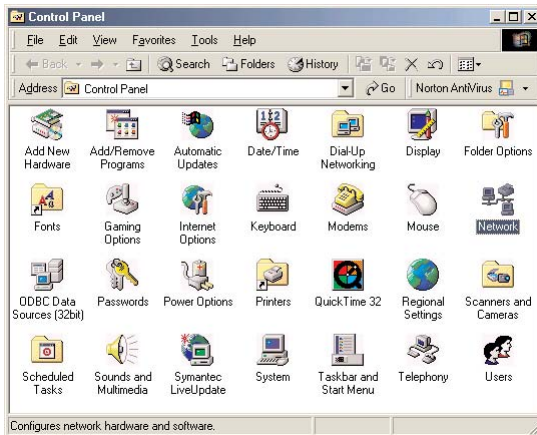 Control Panel
File Edit View Favorites Tools Help
Back Search Folders History
Address Control Panel Go Norton AntiVirus
Add New Hardware
Add/Remove Programs
Automatic Updates
Date/Time
Dial-Up Networking
Display
Folder Options
Fonts
Gaming Options
Internet Options
Keyboard
Modems
Mouse
Network
ODBC Data Sources (32bit)
Passwords
Power Options
Printers
QuickTime 32
Regional Settings
Scanners and Cameras
Scheduled Tasks
Sounds and Multimedia
Symantec LiveUpdate
System
Taskbar and Start Menu
Telephony
Users
Configures network hardware and software.